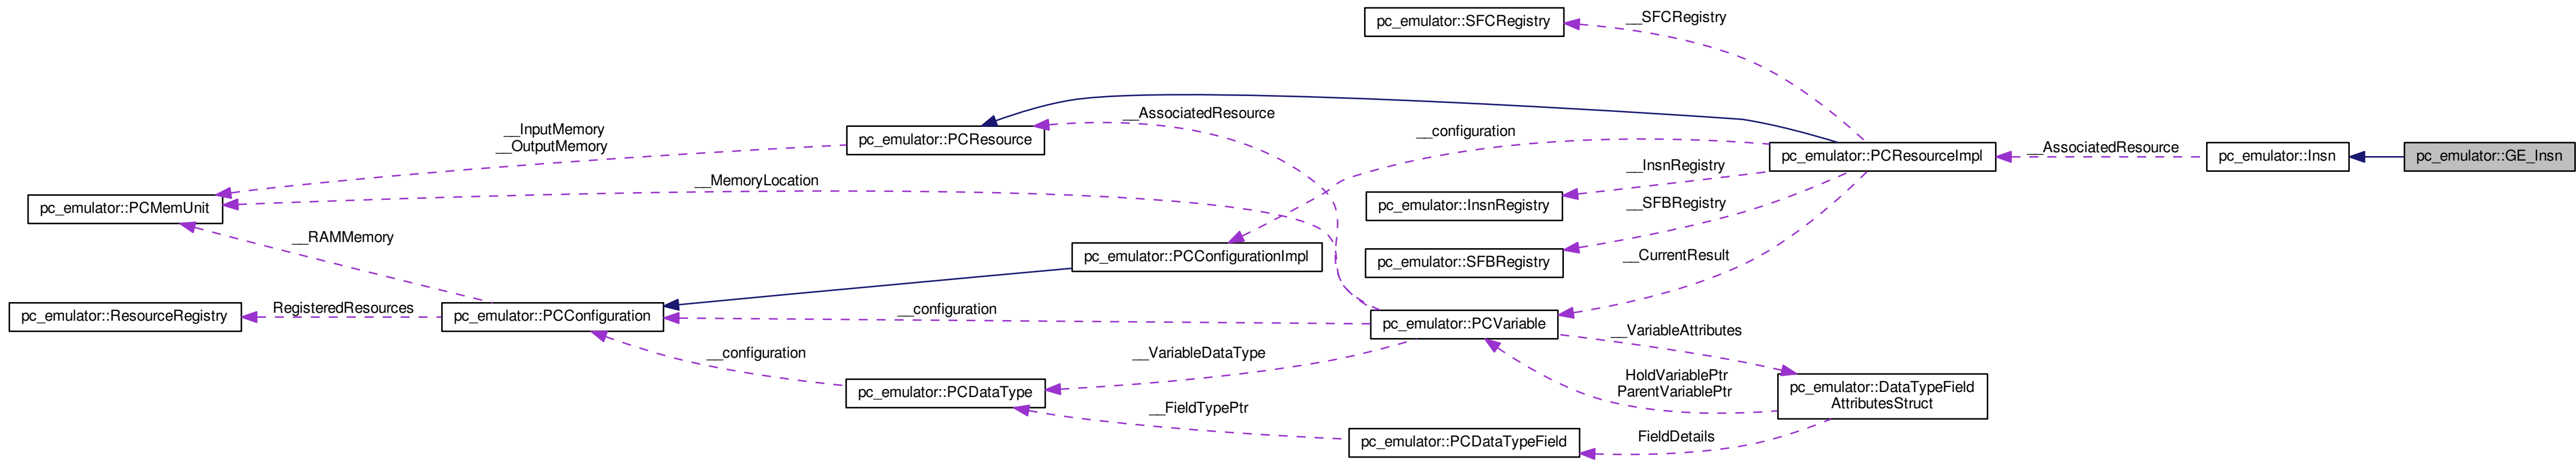 pc_emulator::SFCRegistry
__SFCRegistry
__AssociatedResource
__InputMemory
__OutputMemory
pc_emulator::PCResource
__configuration
pc_emulator::PCResourceImpl
__AssociatedResource
pc_emulator::Insn
pc_emulator::GE_Insn
__InsnRegistry
__MemoryLocation
pc_emulator::PCMemUnit
pc_emulator::InsnRegistry
__SFBRegistry
__RAMMemory
pc_emulator::PCConfigurationImpl
pc_emulator::SFBRegistry
__CurrentResult
RegisteredResources
pc_emulator::ResourceRegistry
pc_emulator::PCConfiguration
__configuration
pc_emulator::PCVariable
__VariableAttributes
__configuration
__VariableDataType
HoldVariablePtr
ParentVariablePtr
pc_emulator::DataTypeField
AttributesStruct
pc_emulator::PCDataType
__FieldTypePtr
pc_emulator::PCDataTypeField
FieldDetails